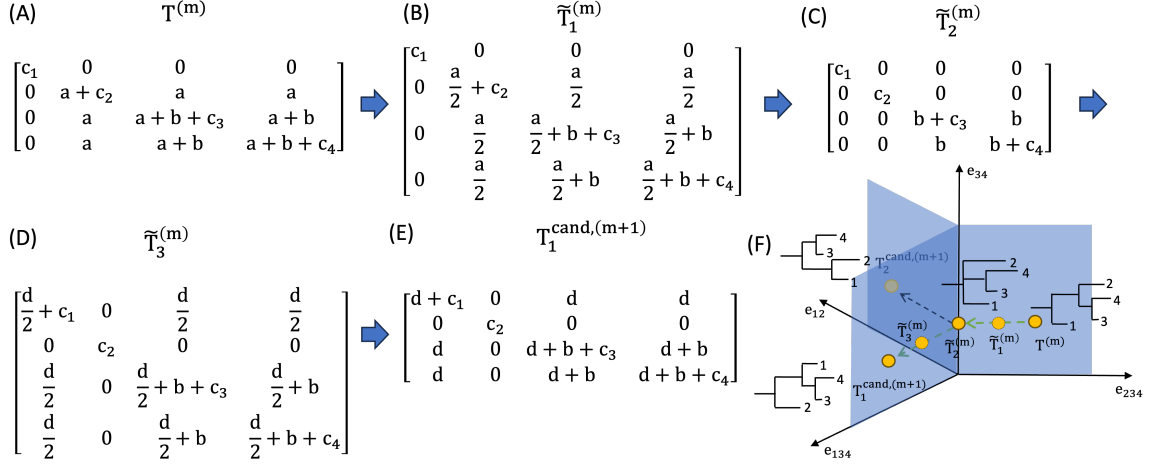 (A) T^(m)
c₁ 0 0 0
0 a + c₂ a a
0 a a + b + c₃ a + b
0 a a + b a + b + c₄
(B) T̃₁^(m)
c₁ 0 0 0
0 a/2 + c₂ a/2 a/2
0 a/2 a/2 + b + c₃ a/2 + b
0 a/2 a/2 + b a/2 + b + c₄
(C) T̃₂^(m)
c₁ 0 0 0
0 c₂ 0 0
0 0 b + c₃ b
0 0 b b + c₄
(D) T̃₃^(m)
d/2 + c₁ 0 d/2 d/2
0 c₂ 0 0
d/2 0 d/2 + b + c₃ d/2 + b
d/2 0 d/2 + b d/2 + b + c₄
(E) T₁^cand,(m+1)
d + c₁ 0 d d
0 c₂ 0 0
d 0 d + b + c₃ d + b
d 0 d + b d + b + c₄
(F)
e₃₄
4
3
2
1
T₂^cand,(m+1)
2
4
3
1
2
4
3
1
e₁₂
T̃₃^(m)
T̃₂^(m)
T̃₁^(m)
T^(m)
1
4
3
2
T₁^cand,(m+1)
e₂₃₄
e₁₃₄